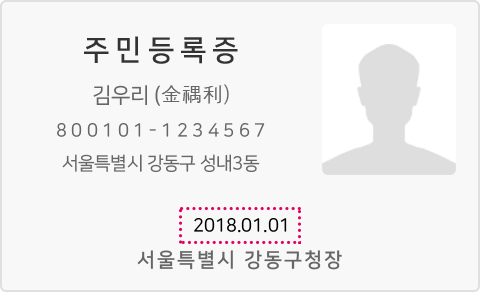 주민등록증
김우리 (金禑利)
800101-1234567
서울특별시 강동구 성내3동
2018.01.01
서울특별시 강동구청장